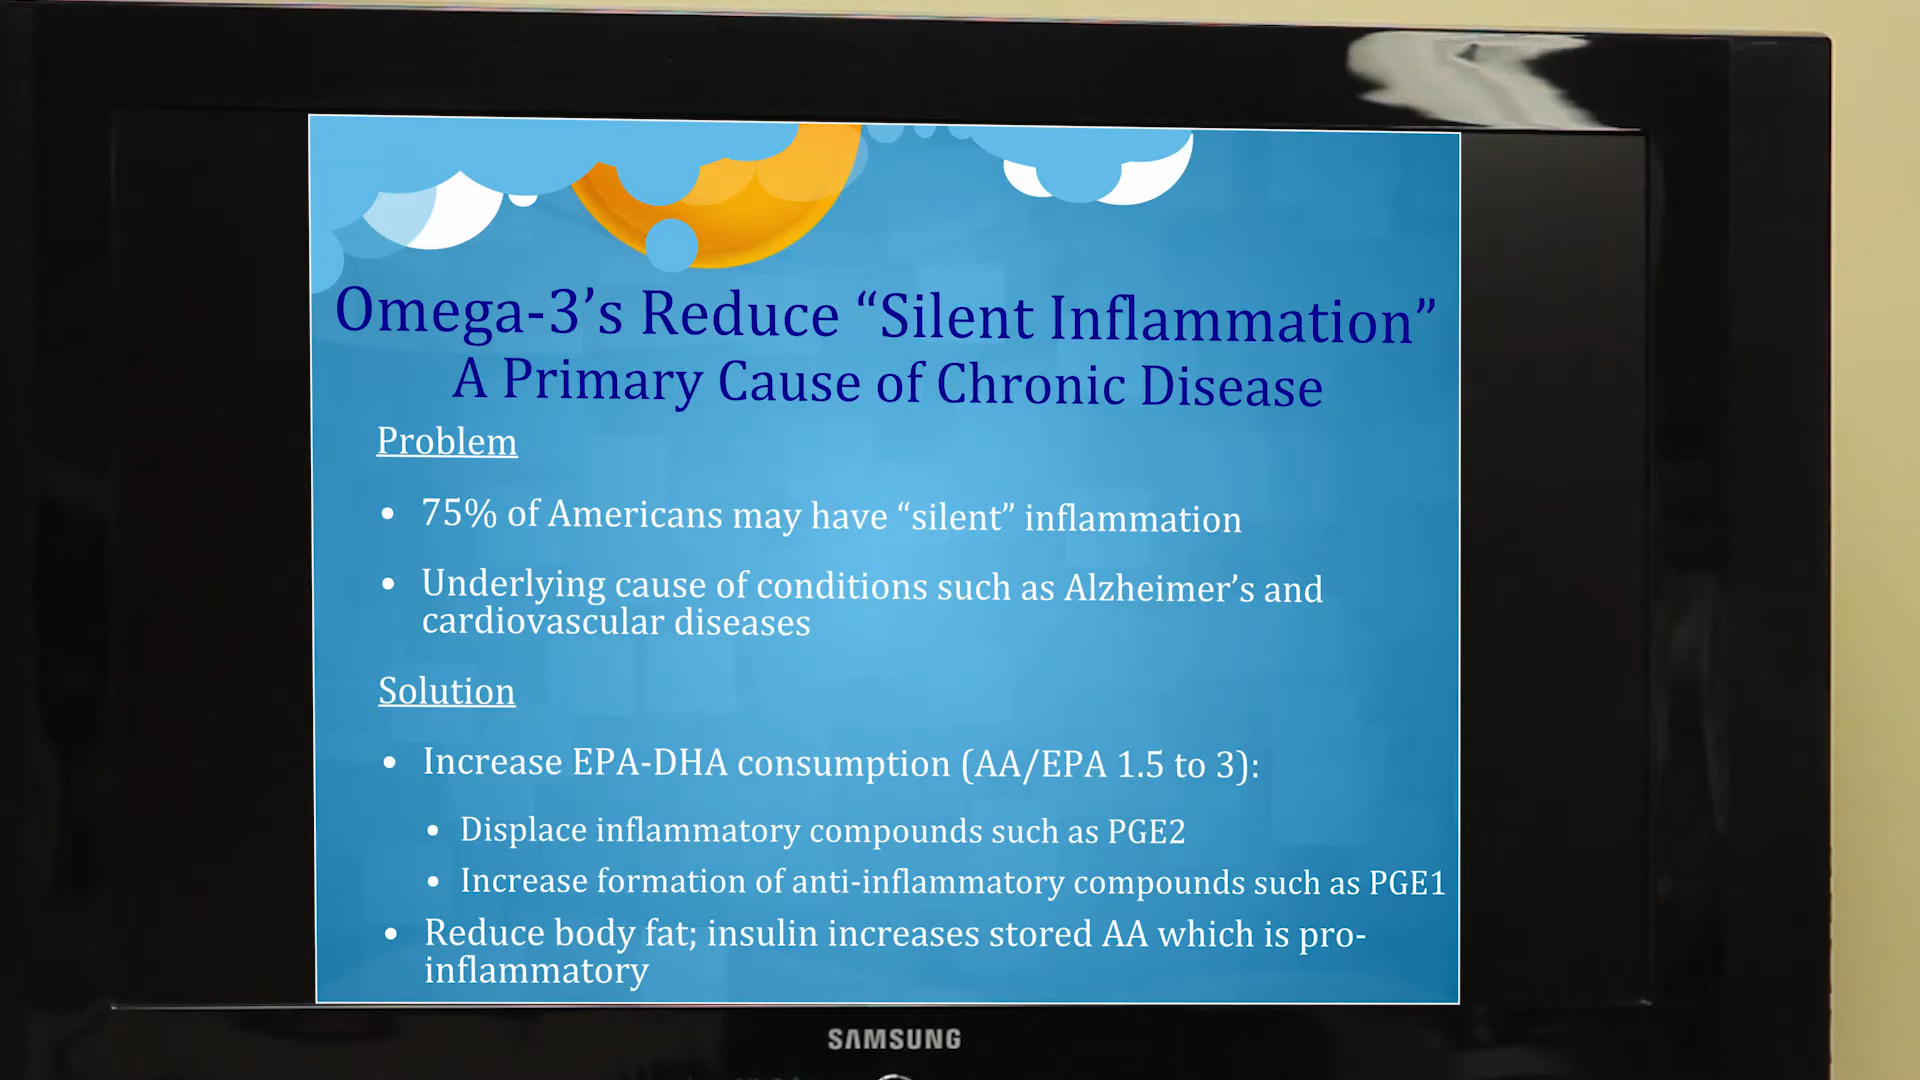 Omega-3’s Reduce “Silent Inflammation”
A Primary Cause of Chronic Disease
Problem
• 75% of Americans may have “silent” inflammation
• Underlying cause of conditions such as Alzheimer’s and
cardiovascular diseases
Solution
• Increase EPA-DHA consumption (AA/EPA 1.5 to 3):
• Displace inflammatory compounds such as PGE2
• Increase formation of anti-inflammatory compounds such as PGE1
• Reduce body fat; insulin increases stored AA which is pro-
inflammatory
SAMSUNG